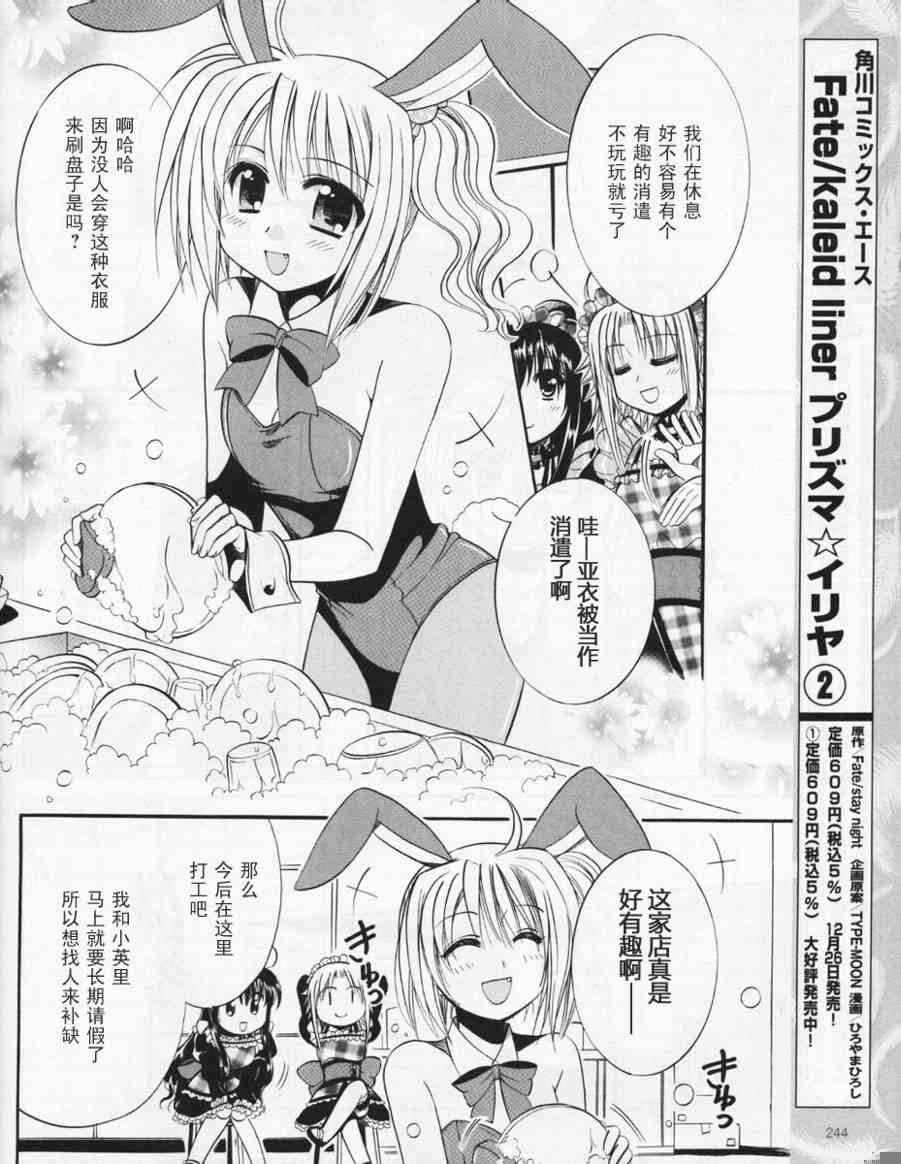 我们在休息
好不容易有个
有趣的消遣
不玩玩就亏了
啊哈哈
因为没人会穿这种衣服
来刷盘子是吗？
哇—亚衣被当作
消遣了啊
这家店真是
好有趣啊——
那么
今后在这里
打工吧
我和小英里
马上就要长期请假了
所以想找人来补缺
きゅっ
きゅっ
角川コミックス・エース
Fate/kaleid liner プリズマ☆イリヤ②
原作/Fate/stay night 企画原案/TYPE-MOON 漫画/ひろやまひろし
定価609円(税込5%) 12月26日発売！
①定価609円(税込5%) 大好評発売中！
244